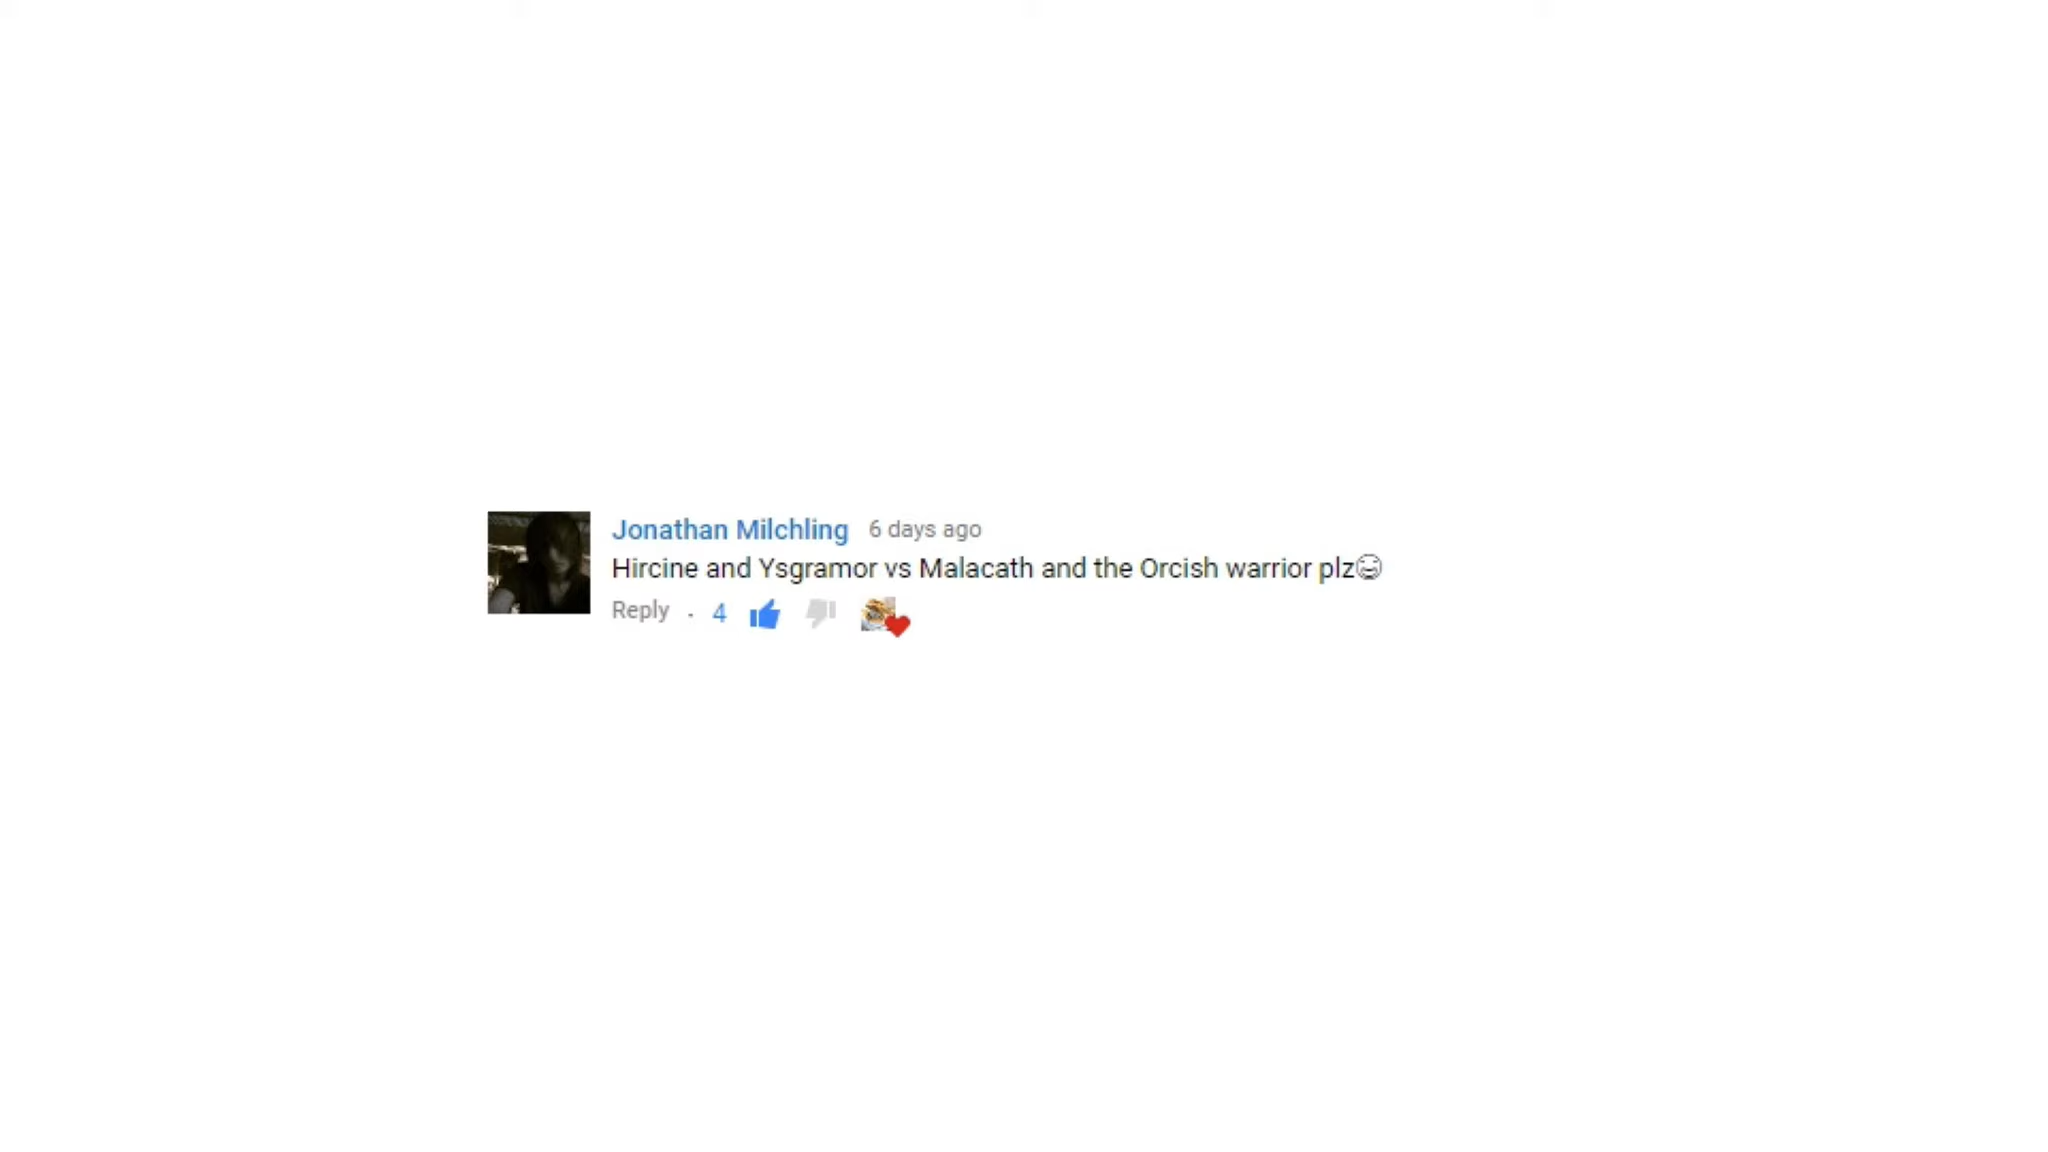 Jonathan Milchling 6 days ago
Hircine and Ysgramor vs Malacath and the Orcish warrior plz😖
Reply . 4